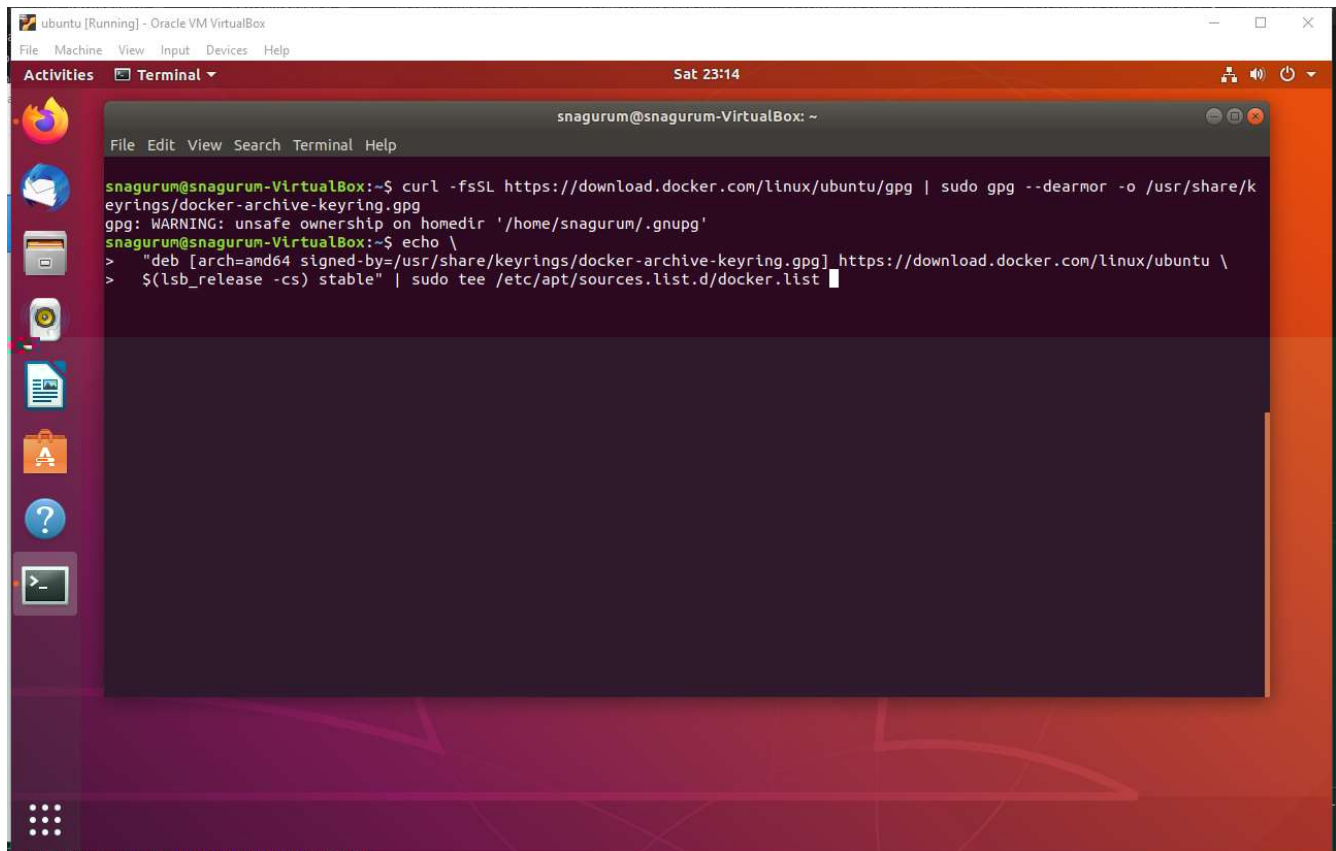 ubuntu [Running] - Oracle VM VirtualBox
File Machine View Input Devices Help
Activities Terminal Sat 23:14
snagurum@snagurum-VirtualBox: ~
File Edit View Search Terminal Help
snagurum@snagurum-VirtualBox:~$ curl -fsSL https://download.docker.com/linux/ubuntu/gpg | sudo gpg --dearmor -o /usr/share/k
eyrings/docker-archive-keyring.gpg
gpg: WARNING: unsafe ownership on homedir '/home/snagurum/.gnupg'
snagurum@snagurum-VirtualBox:~$ echo \
>   "deb [arch=amd64 signed-by=/usr/share/keyrings/docker-archive-keyring.gpg] https://download.docker.com/linux/ubuntu \
>   $(lsb_release -cs) stable" | sudo tee /etc/apt/sources.list.d/docker.list